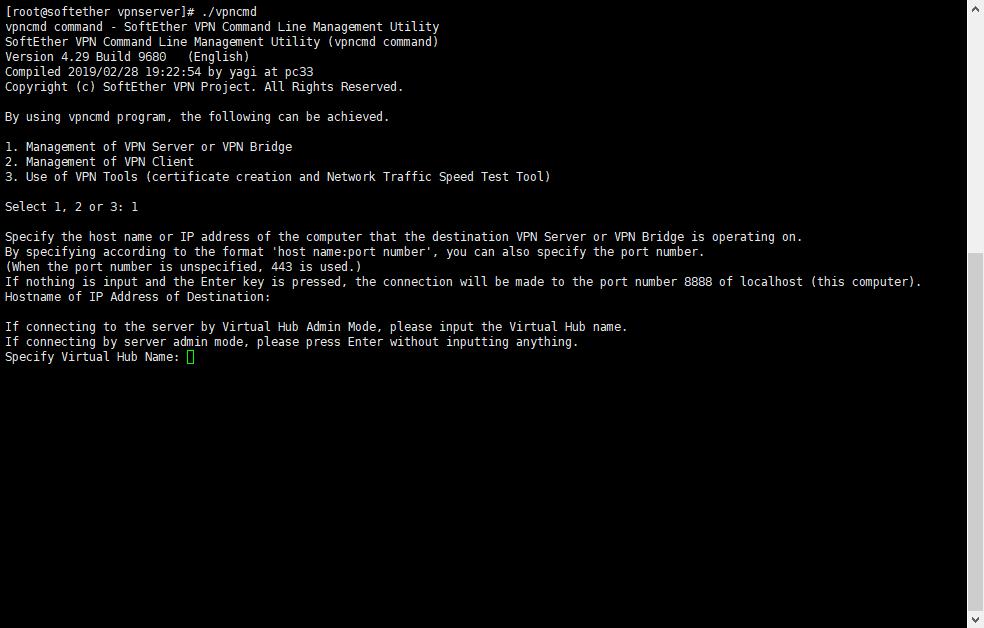 [root@softether vpnserver]# ./vpncmd
vpncmd command - SoftEther VPN Command Line Management Utility
SoftEther VPN Command Line Management Utility (vpncmd command)
Version 4.29 Build 9680   (English)
Compiled 2019/02/28 19:22:54 by yagi at pc33
Copyright (c) SoftEther VPN Project. All Rights Reserved.
By using vpncmd program, the following can be achieved.
1. Management of VPN Server or VPN Bridge
2. Management of VPN Client
3. Use of VPN Tools (certificate creation and Network Traffic Speed Test Tool)
Select 1, 2 or 3: 1
Specify the host name or IP address of the computer that the destination VPN Server or VPN Bridge is operating on.
By specifying according to the format 'host name:port number', you can also specify the port number.
(When the port number is unspecified, 443 is used.)
If nothing is input and the Enter key is pressed, the connection will be made to the port number 8888 of localhost (this computer).
Hostname of IP Address of Destination:
If connecting to the server by Virtual Hub Admin Mode, please input the Virtual Hub name.
If connecting by server admin mode, please press Enter without inputting anything.
Specify Virtual Hub Name: